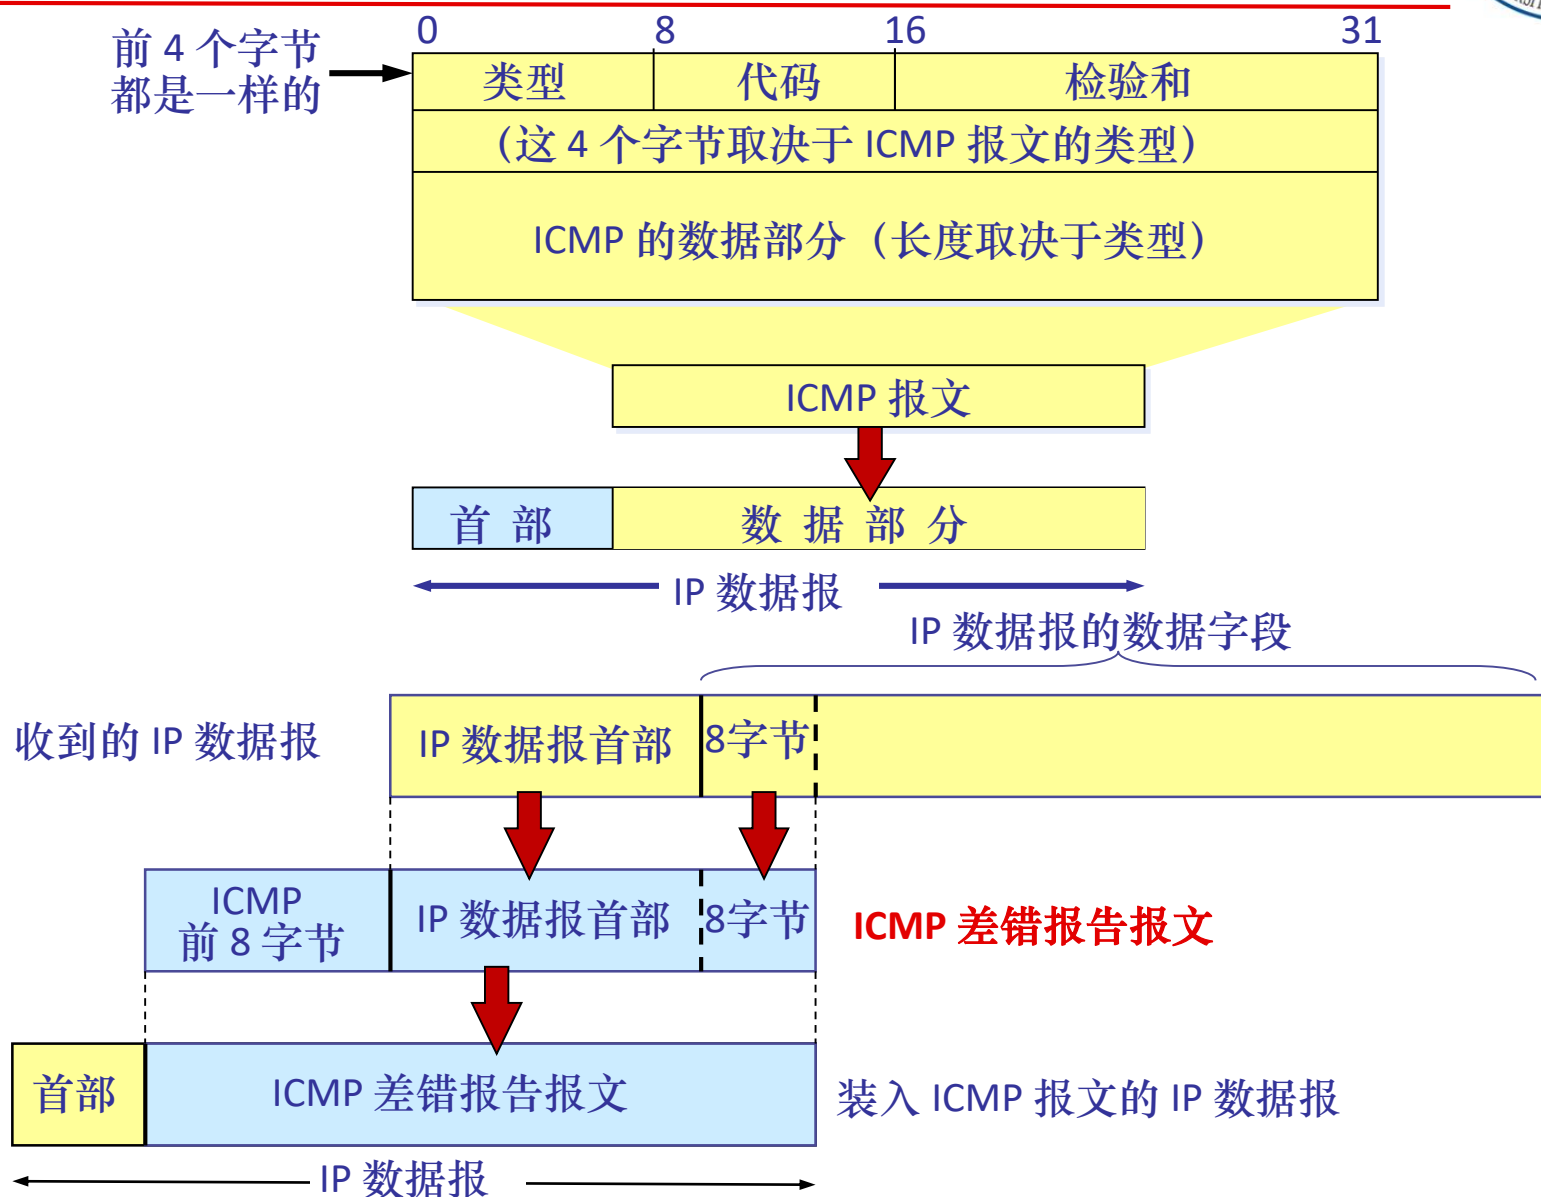 0 8 16 31
前 4 个字节
都是一样的
类型 代码 检验和
（这 4 个字节取决于 ICMP 报文的类型）
ICMP 的数据部分（长度取决于类型）
ICMP 报文
首 部 数 据 部 分
IP 数据报
IP 数据报的数据字段
收到的 IP 数据报 IP 数据报首部 8字节
ICMP
前 8 字节 IP 数据报首部 8字节 ICMP 差错报告报文
首部 ICMP 差错报告报文 装入 ICMP 报文的 IP 数据报
IP 数据报